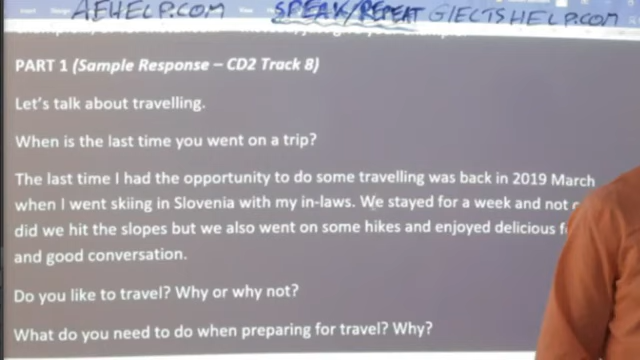 AEHELP.COM SPEAK/REPEAT GIELTSHELP.COM
PART 1 (Sample Response – CD2 Track 8)
Let's talk about travelling.
When is the last time you went on a trip?
The last time I had the opportunity to do some travelling was back in 2019 March
when I went skiing in Slovenia with my in-laws. We stayed for a week and not
did we hit the slopes but we also went on some hikes and enjoyed delicious
and good conversation.
Do you like to travel? Why or why not?
What do you need to do when preparing for travel? Why?